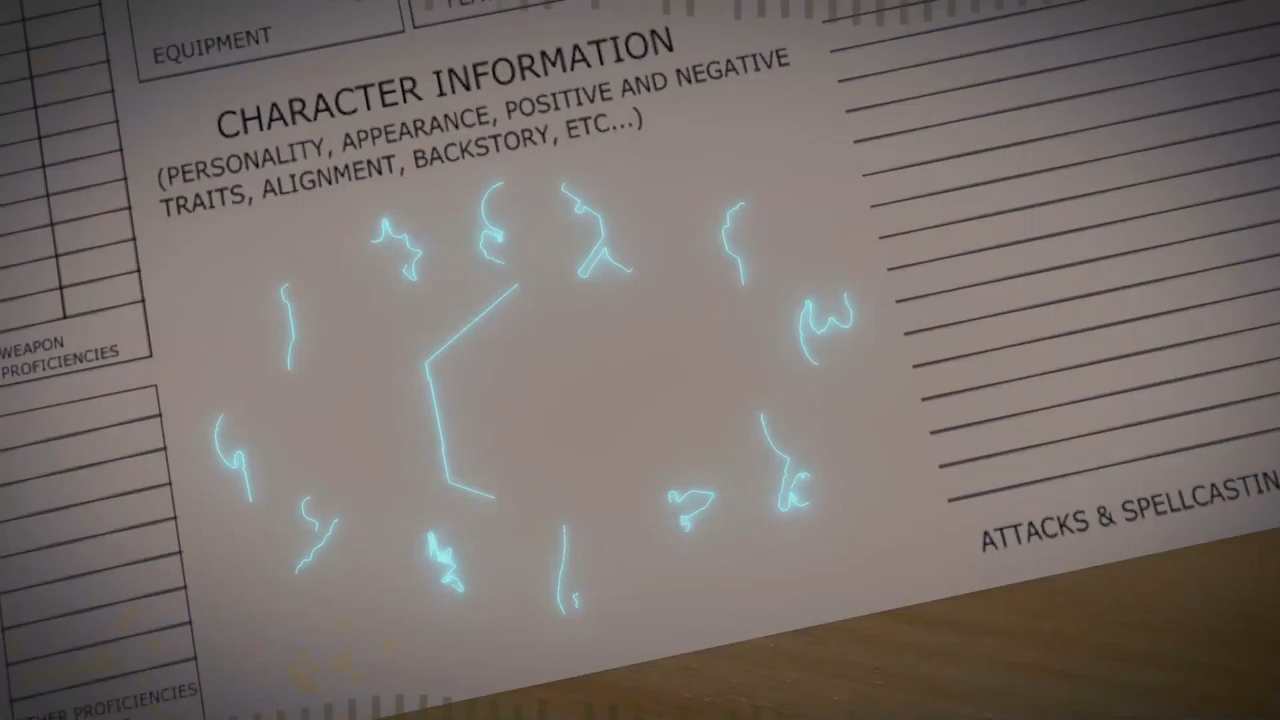 EQUIPMENT
CHARACTER INFORMATION
(PERSONALITY, APPEARANCE, POSITIVE AND NEGATIVE
TRAITS, ALIGNMENT, BACKSTORY, ETC...)
WEAPON
PROFICIENCIES
ATTACKS & SPELLCASTIN
PROFICIENCIES